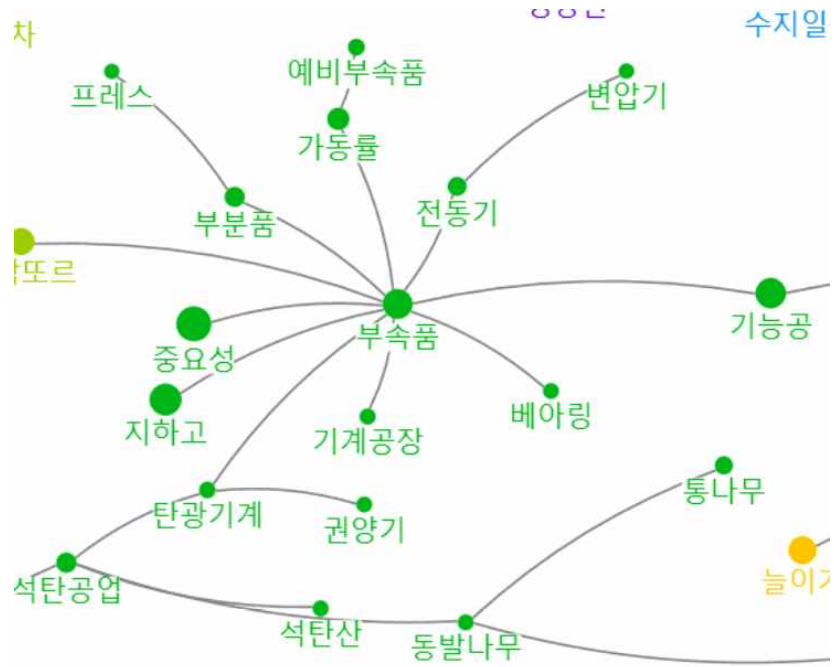 차
수지일
예비부속품
프레스
변압기
가동률
전동기
부분품
또르
기능공
부속품
중요성
베아링
지하고
기계공장
통나무
탄광기계
권양기
늘이
석탄공업
석탄산
동발나무